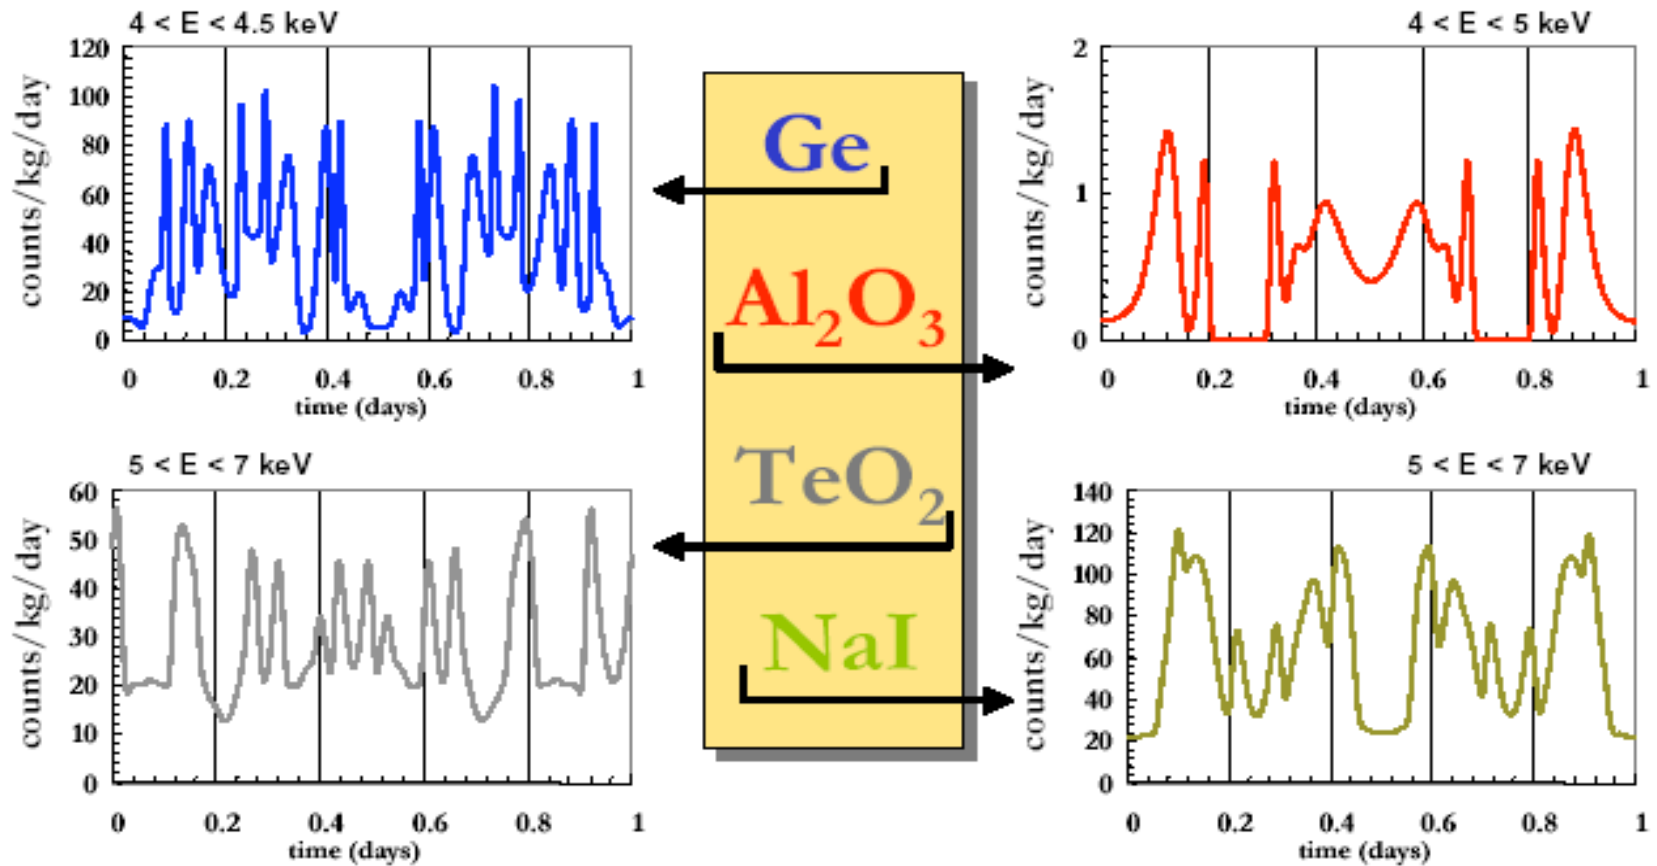 4 < E < 4.5 keV
120
100
80
60
40
20
0
counts/kg/day
0 0.2 0.4 0.6 0.8 1
time (days)
4 < E < 5 keV
2
1
0
counts/kg/day
0 0.2 0.4 0.6 0.8 1
time (days)
Ge
Al₂O₃
TeO₂
NaI
5 < E < 7 keV
60
50
40
30
20
10
0
counts/kg/day
0 0.2 0.4 0.6 0.8 1
time (days)
5 < E < 7 keV
140
120
100
80
60
40
20
0
counts/kg/day
0 0.2 0.4 0.6 0.8 1
time (days)